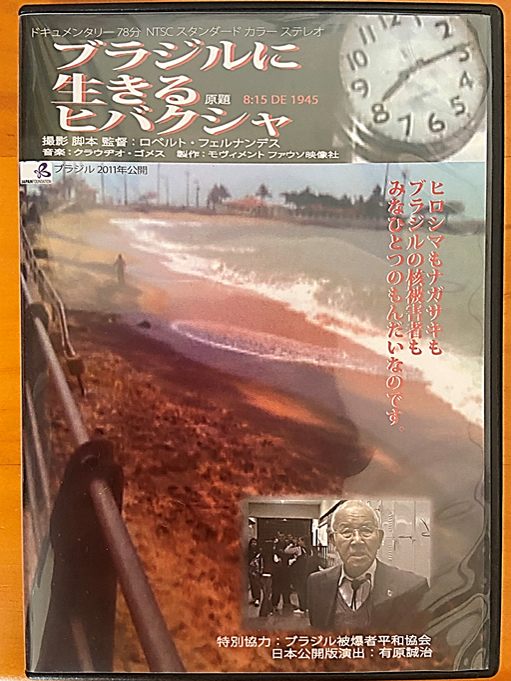 ドキュメンタリー 78分 NTSC スタンダード カラー ステレオ
ブラジルに
生きる
原題 8:15 DE 1945
ヒバクシャ
撮影 脚本 監督：ロベルト・フェルナンデス
音楽：クラウヂオ・ゴメス 製作：モヴィメント ファウソ映像社
JAPAN FOUNDATION
ブラジル 2011年公開
ヒロシマもナガサキも
ブラジルの核被害者も
みなひとつのもんだいなのです。
特別協力：ブラジル被爆者平和協会
日本公開版演出：有原誠治